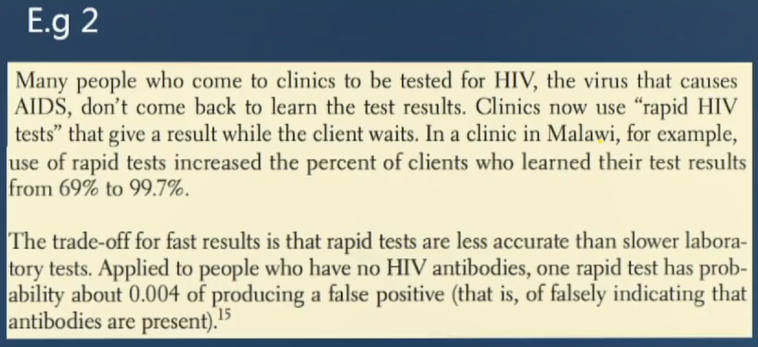 E.g 2
Many people who come to clinics to be tested for HIV, the virus that causes
AIDS, don't come back to learn the test results. Clinics now use "rapid HIV
tests" that give a result while the client waits. In a clinic in Malawi, for example,
use of rapid tests increased the percent of clients who learned their test results
from 69% to 99.7%.
The trade-off for fast results is that rapid tests are less accurate than slower labora-
tory tests. Applied to people who have no HIV antibodies, one rapid test has prob-
ability about 0.004 of producing a false positive (that is, of falsely indicating that
antibodies are present).15